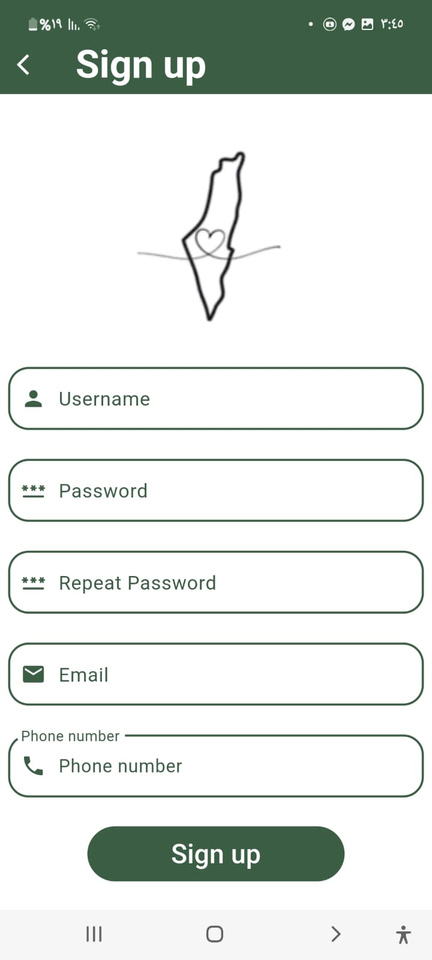 %١٩ ٣:٤٥
Sign up
Username
*** Password
*** Repeat Password
Email
Phone number
Phone number
Sign up